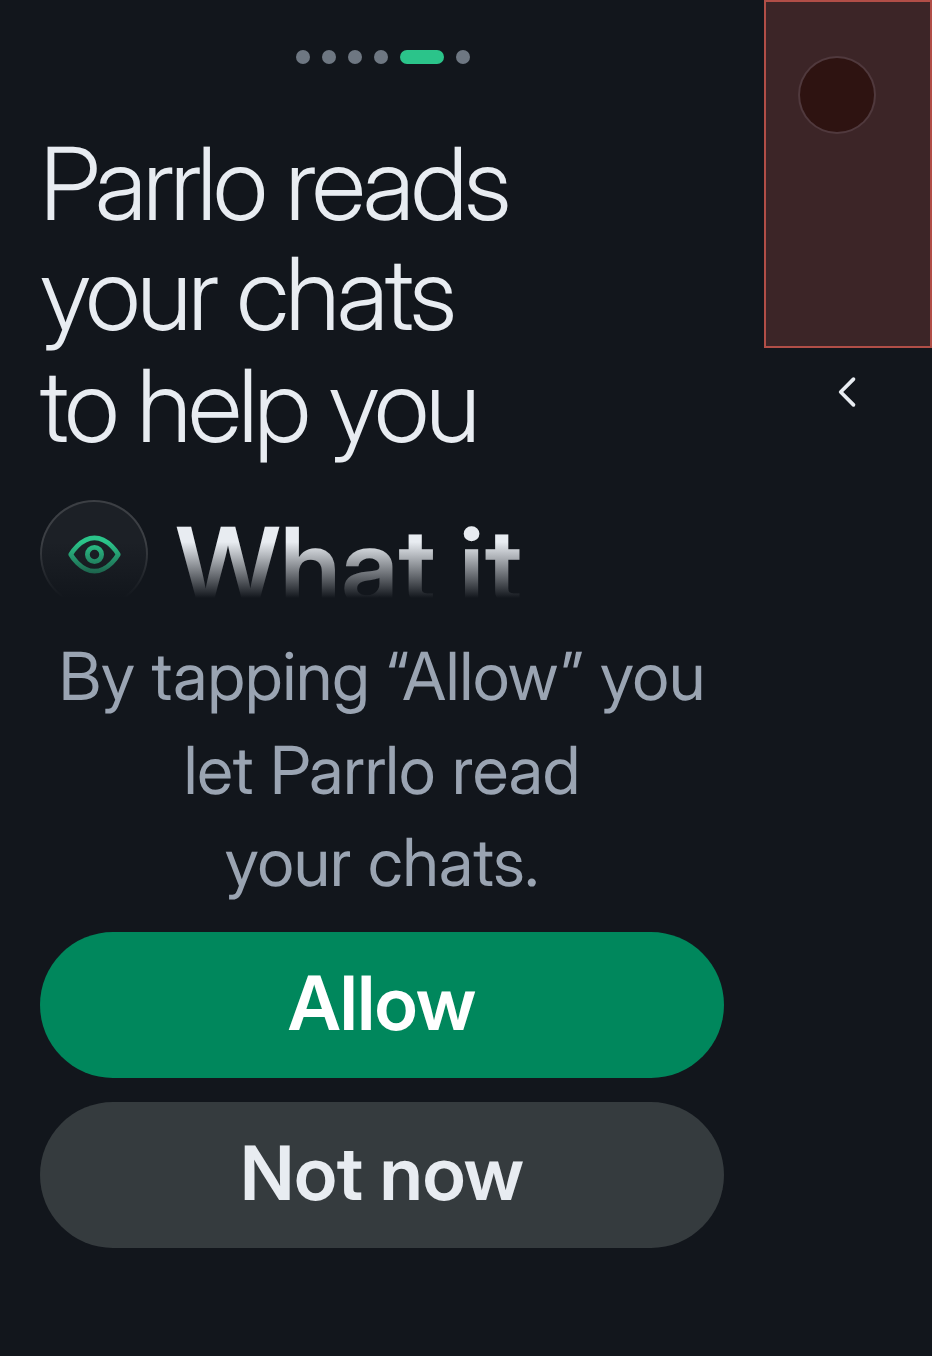 Parrlo reads
your chats
to help you
What it
By tapping “Allow” you
let Parrlo read
your chats.
Allow
Not now